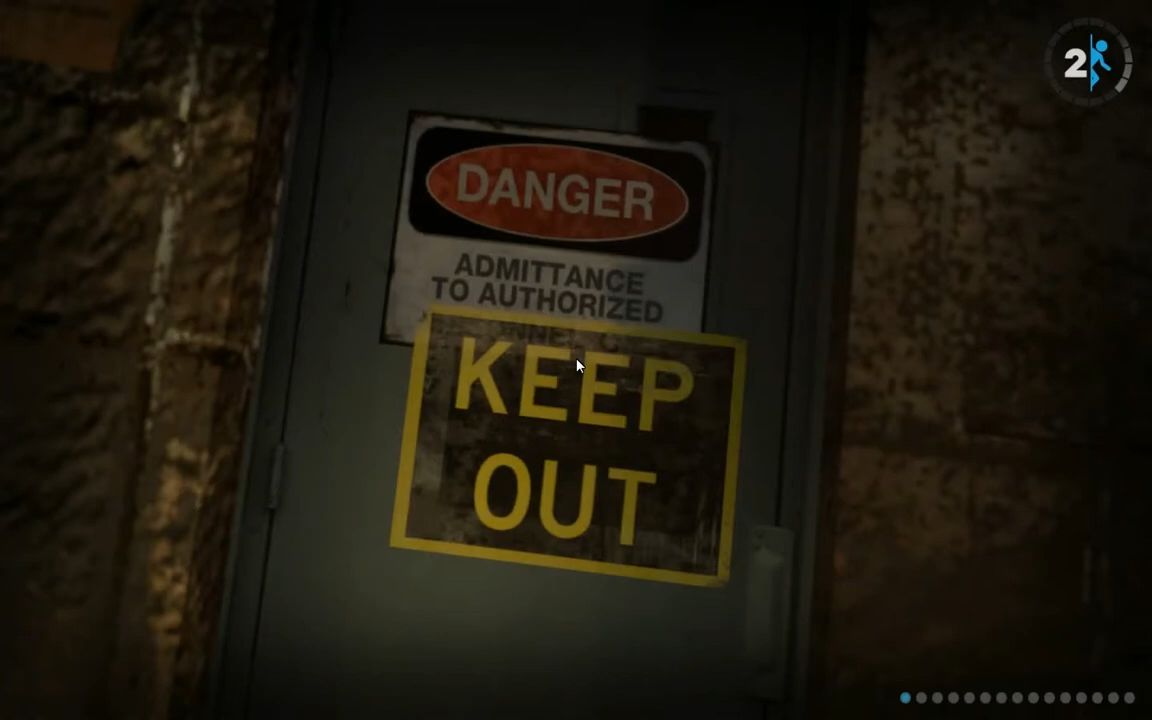 2
DANGER
ADMITTANCE
TO AUTHORIZED
KEEP
OUT